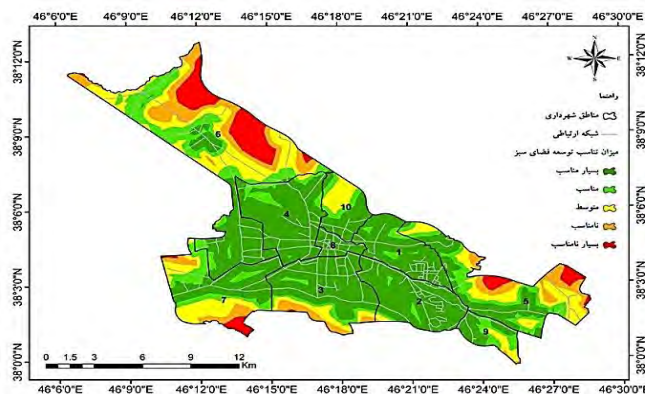 46°6'0"E 46°9'0"E 46°12'0"E 46°15'0"E 46°18'0"E 46°21'0"E 46°24'0"E 46°27'0"E 46°30'0"E
38°12'0"N
38°9'0"N
38°6'0"N
38°3'0"N
38°0'0"N
38°12'0"N
38°9'0"N
38°6'0"N
38°3'0"N
38°0'0"N
N
E
S
W
راهنما
مناطق شهرداری
شبکه ارتباطی
میزان تناسب توسعه فضای سبز
بسیار مناسب
مناسب
متوسط
نامناسب
بسیار نامناسب
6
10
4
8
1
3
2
7
5
9
0 1.5 3 6 9 12
Km
46°6'0"E 46°9'0"E 46°12'0"E 46°15'0"E 46°18'0"E 46°21'0"E 46°24'0"E 46°27'0"E 46°30'0"E